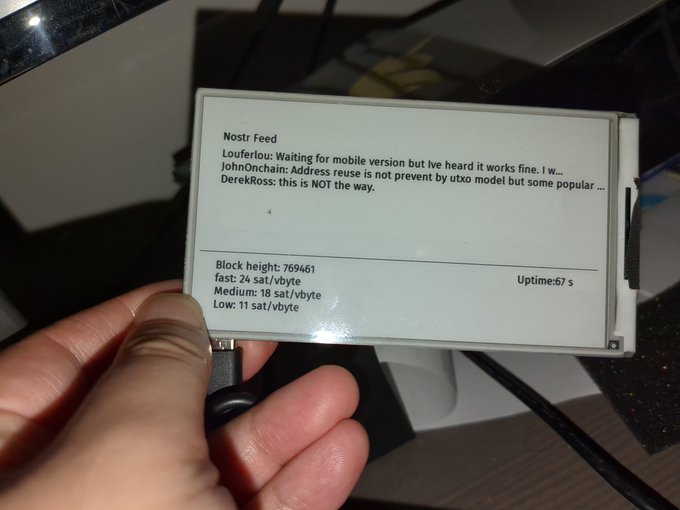 Nostr Feed
Louferlou: Waiting for mobile version but Ive heard it works fine. I w...
JohnOnchain: Address reuse is not prevent by utxo model but some popular ...
DerekRoss: this is NOT the way.
Block height: 769461
fast: 24 sat/vbyte
Medium: 18 sat/vbyte
Low: 11 sat/vbyte
Uptime:67 s